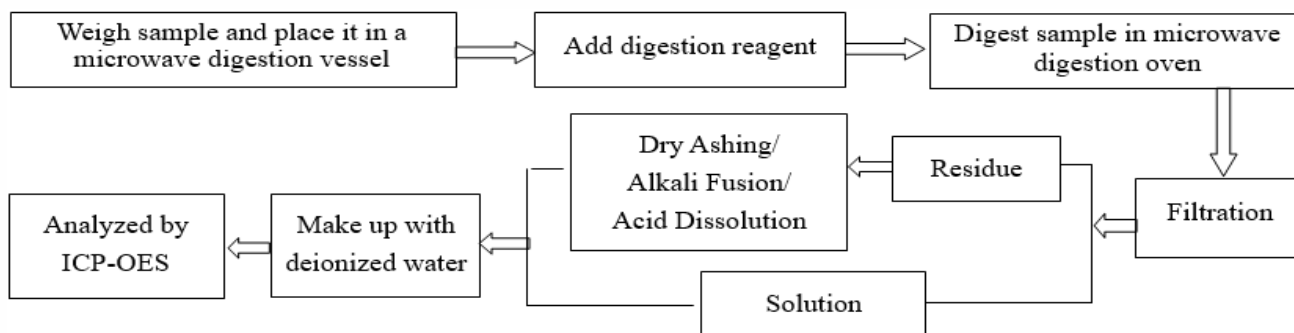 Weigh sample and place it in a
microwave digestion vessel
Add digestion reagent
Digest sample in microwave
digestion oven
Filtration
Residue
Dry Ashing/
Alkali Fusion/
Acid Dissolution
Solution
Make up with
deionized water
Analyzed by
ICP-OES